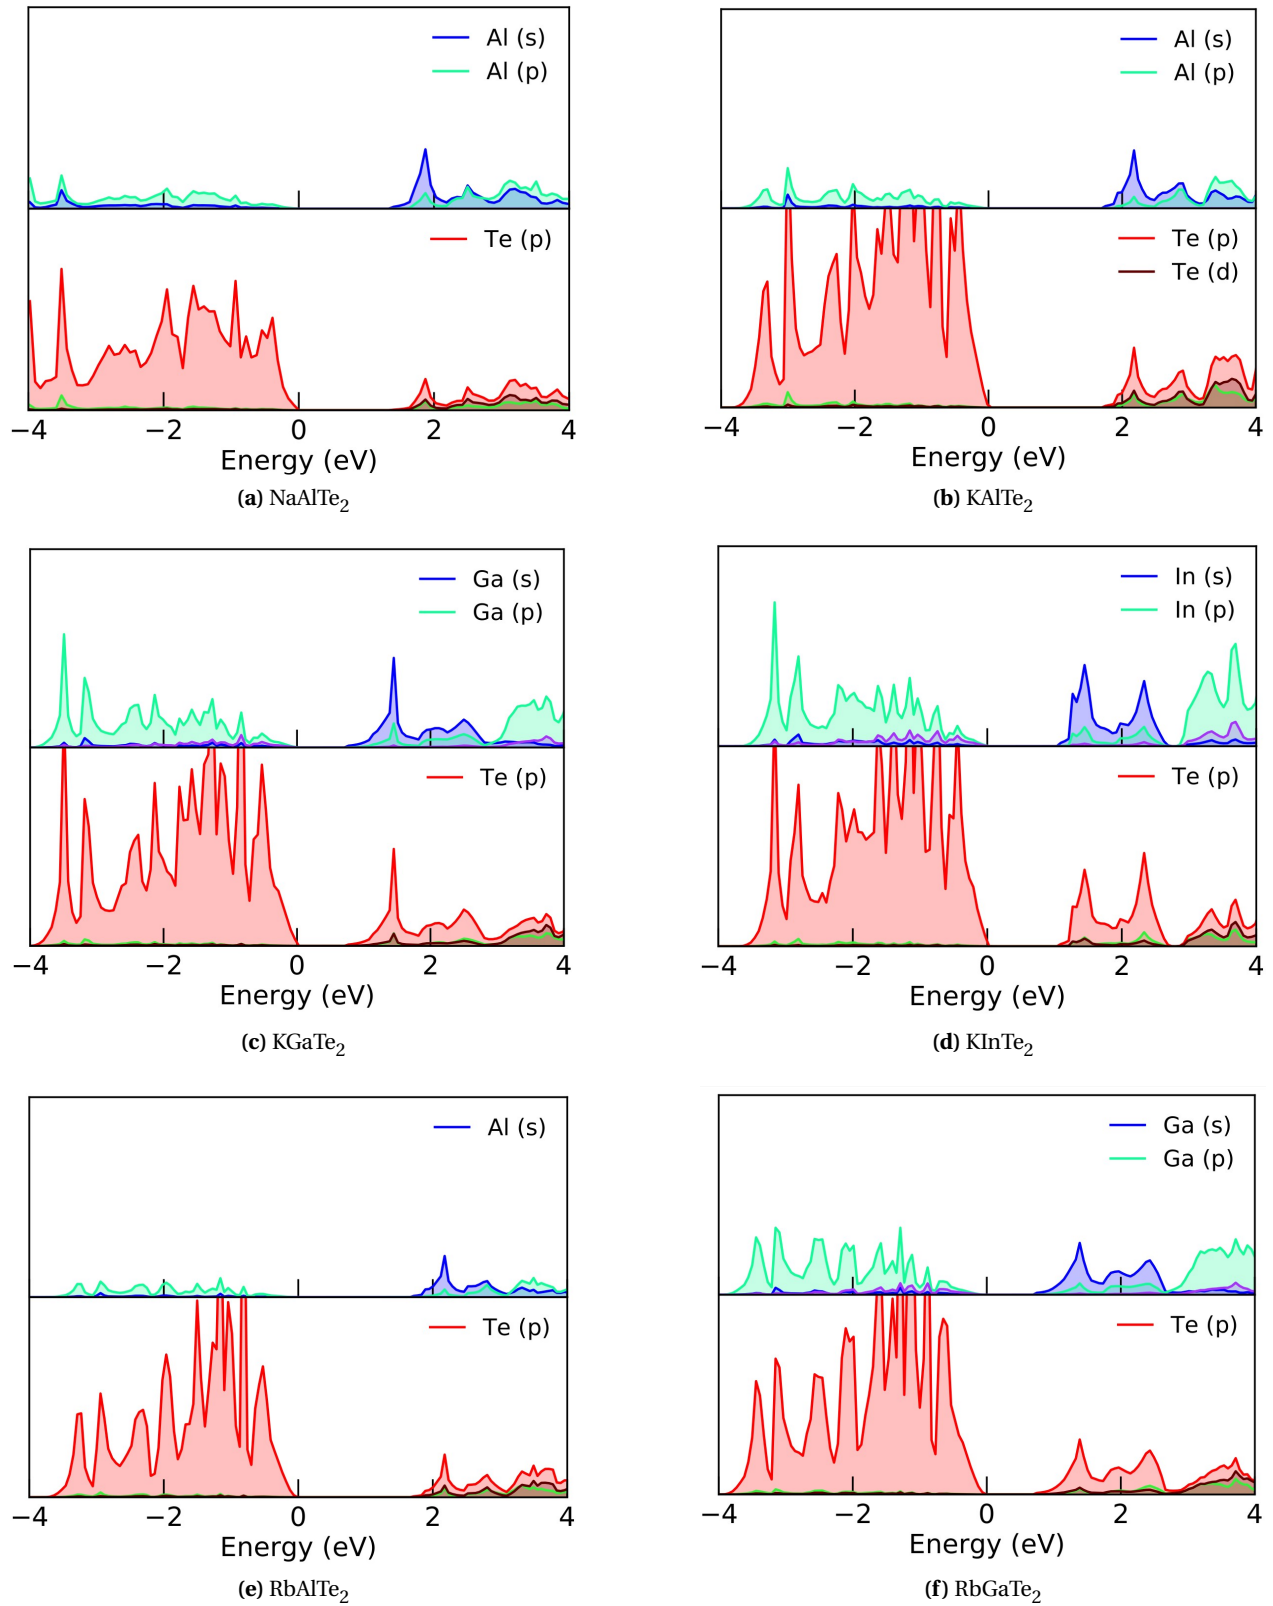 Al (s)
Al (p)
Te (p)
−4 −2 0 2 4
Energy (eV)
(a) NaAlTe2
Al (s)
Al (p)
Te (p)
Te (d)
−4 −2 0 2 4
Energy (eV)
(b) KAlTe2
Ga (s)
Ga (p)
Te (p)
−4 −2 0 2 4
Energy (eV)
(c) KGaTe2
In (s)
In (p)
Te (p)
−4 −2 0 2 4
Energy (eV)
(d) KInTe2
Al (s)
Te (p)
−4 −2 0 2 4
Energy (eV)
(e) RbAlTe2
Ga (s)
Ga (p)
Te (p)
−4 −2 0 2 4
Energy (eV)
(f) RbGaTe2